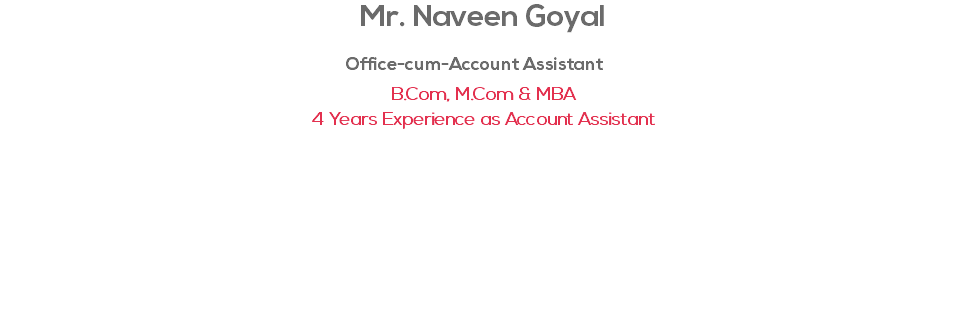 Mr. Naveen Goyal
Office-cum-Account Assistant
B.Com, M.Com & MBA
4 Years Experience as Account Assistant